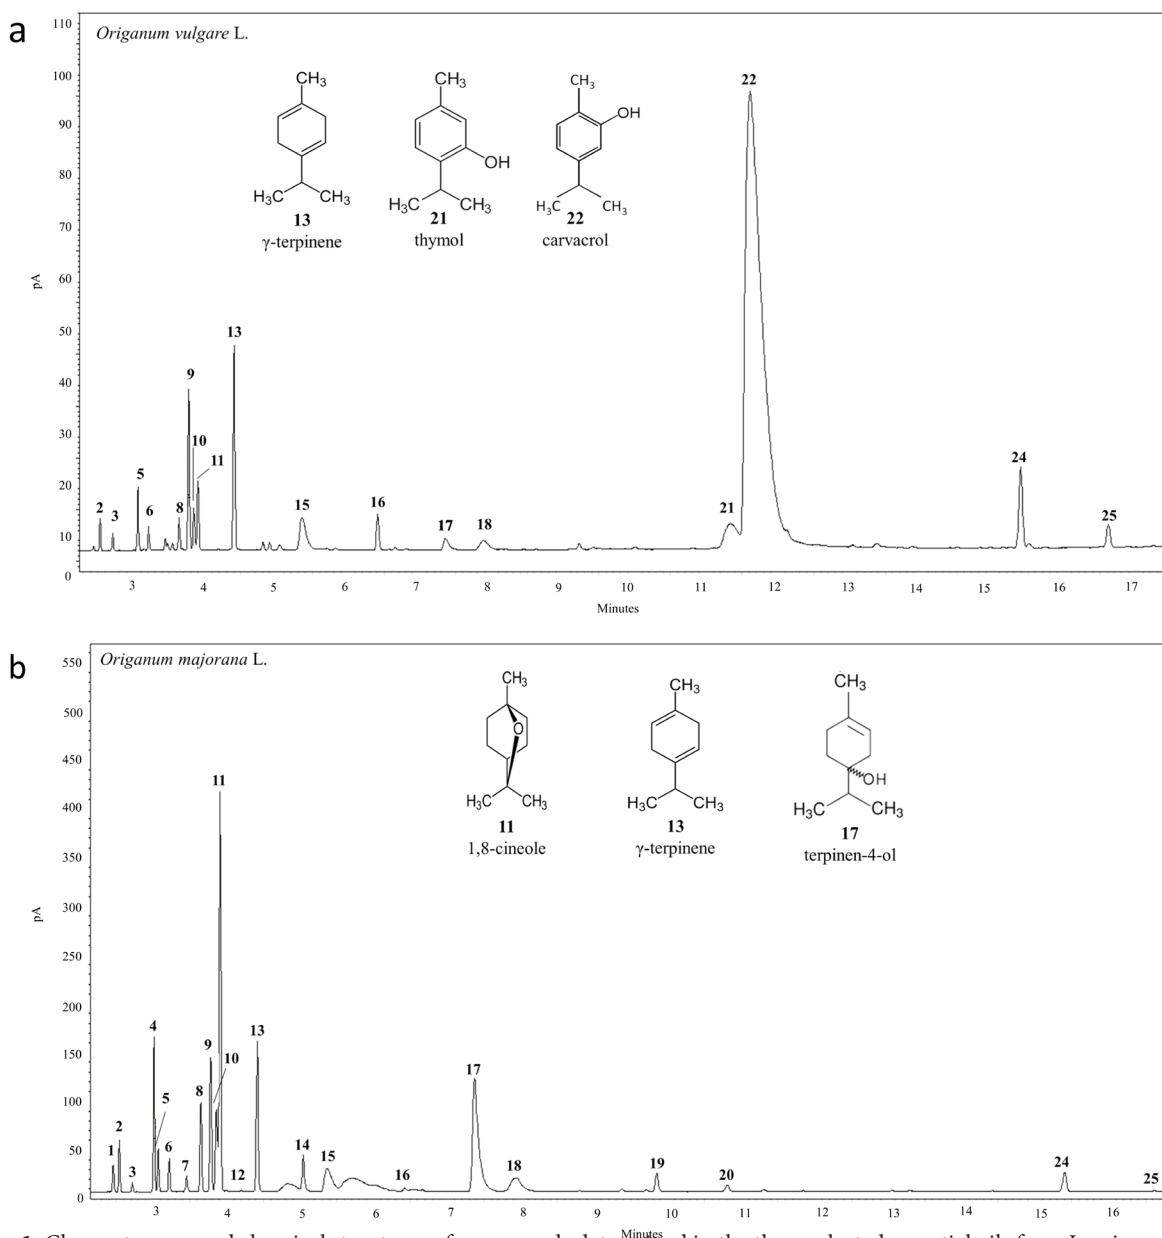 a
Origanum vulgare L.
110
100
90
80
70
60
50
40
30
20
10
0
pA
CH3
H3C CH3
13
γ-terpinene
CH3
OH
H3C CH3
21
thymol
CH3
OH
H3C CH3
22
carvacrol
2
3
5
6
8
9
10
11
13
15
16
17
18
21
22
24
25
3 4 5 6 7 8 9 10 11 12 13 14 15 16 17
Minutes
b
Origanum majorana L.
550
500
450
400
350
300
250
200
150
100
50
0
pA
CH3
O
H3C CH3
11
1,8-cineole
CH3
H3C CH3
13
γ-terpinene
CH3
OH
H3C CH3
17
terpinen-4-ol
1
2
3
4
5
6
7
8
9
10
11
12
13
14
15
16
17
18
19
20
24
25
3 4 5 6 7 8 9 10 11 12 13 14 15 16
Minutes